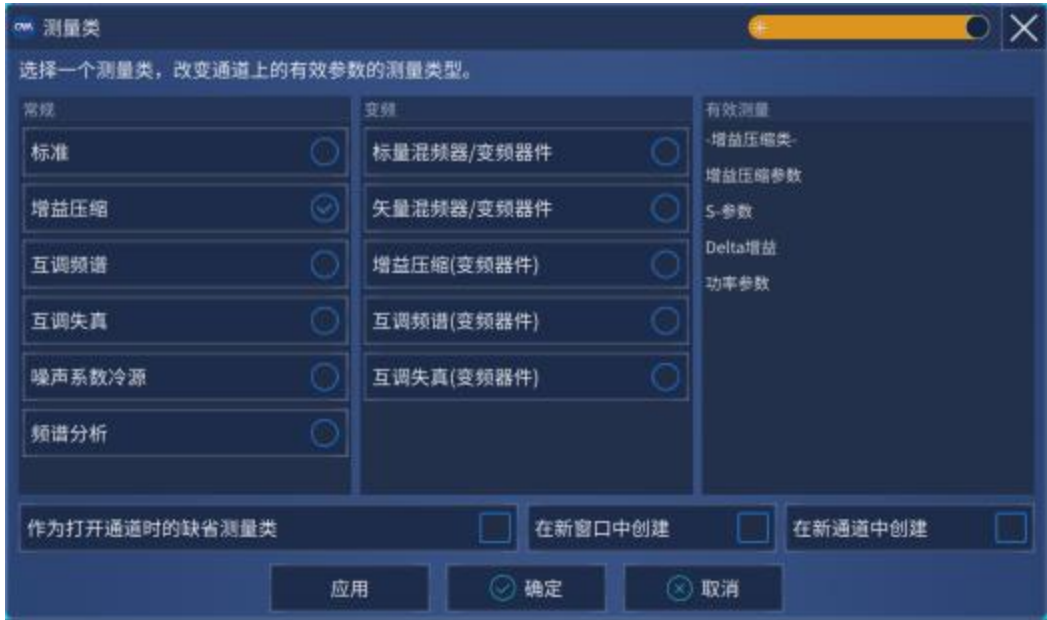 测量类
选择一个测量类，改变通道上的有效参数的测量类型。
常规
标准
增益压缩
互调频谱
互调失真
噪声系数冷源
频谱分析
变频
标量混频器/变频器件
矢量混频器/变频器件
增益压缩(变频器件)
互调频谱(变频器件)
互调失真(变频器件)
有效测量
-增益压缩类-
增益压缩参数
S-参数
Delta增益
功率参数
作为打开通道时的缺省测量类
在新窗口中创建
在新通道中创建
应用
确定
取消